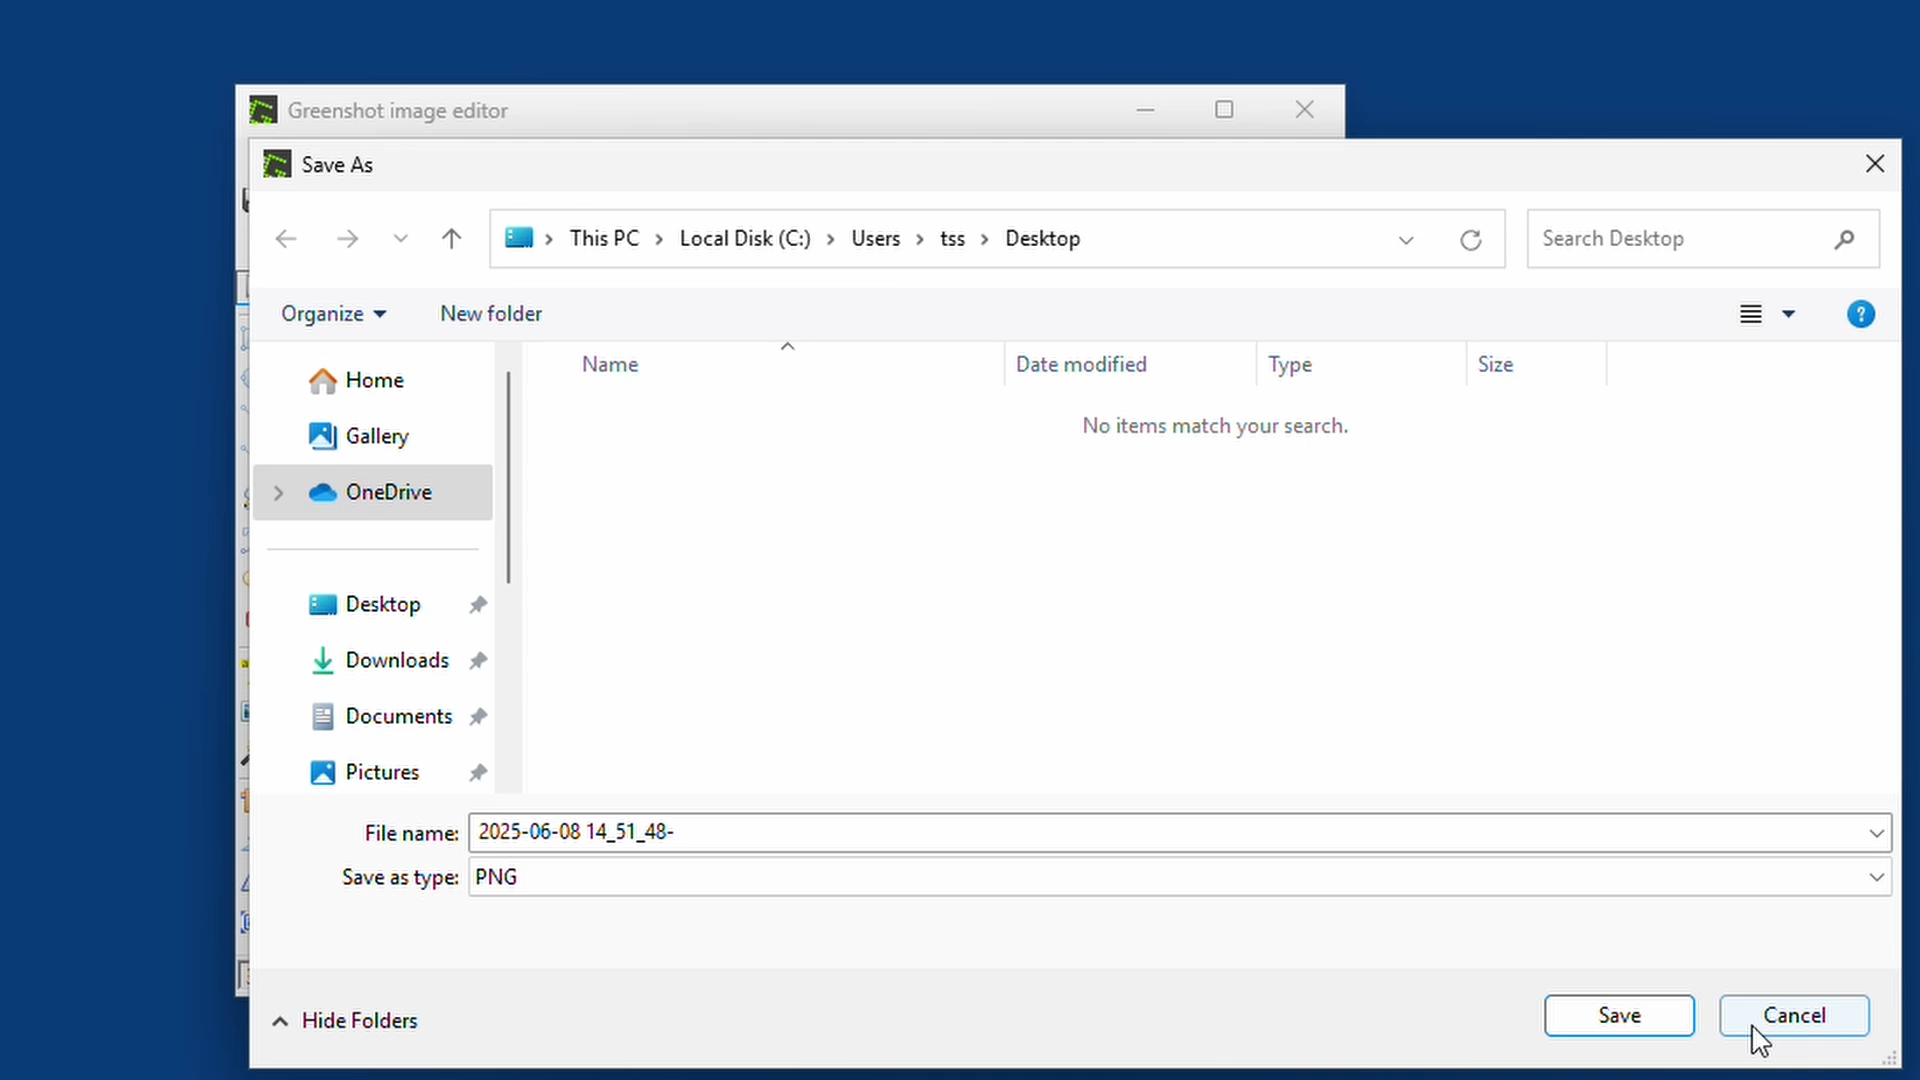 Greenshot image editor
Save As
This PC > Local Disk (C:) > Users > tss > Desktop
Search Desktop
Organize
New folder
?
Name
Date modified
Type
Size
No items match your search.
Home
Gallery
OneDrive
Desktop
Downloads
Documents
Pictures
File name: 2025-06-08 14_51_48-
Save as type: PNG
Hide Folders
Save
Cancel